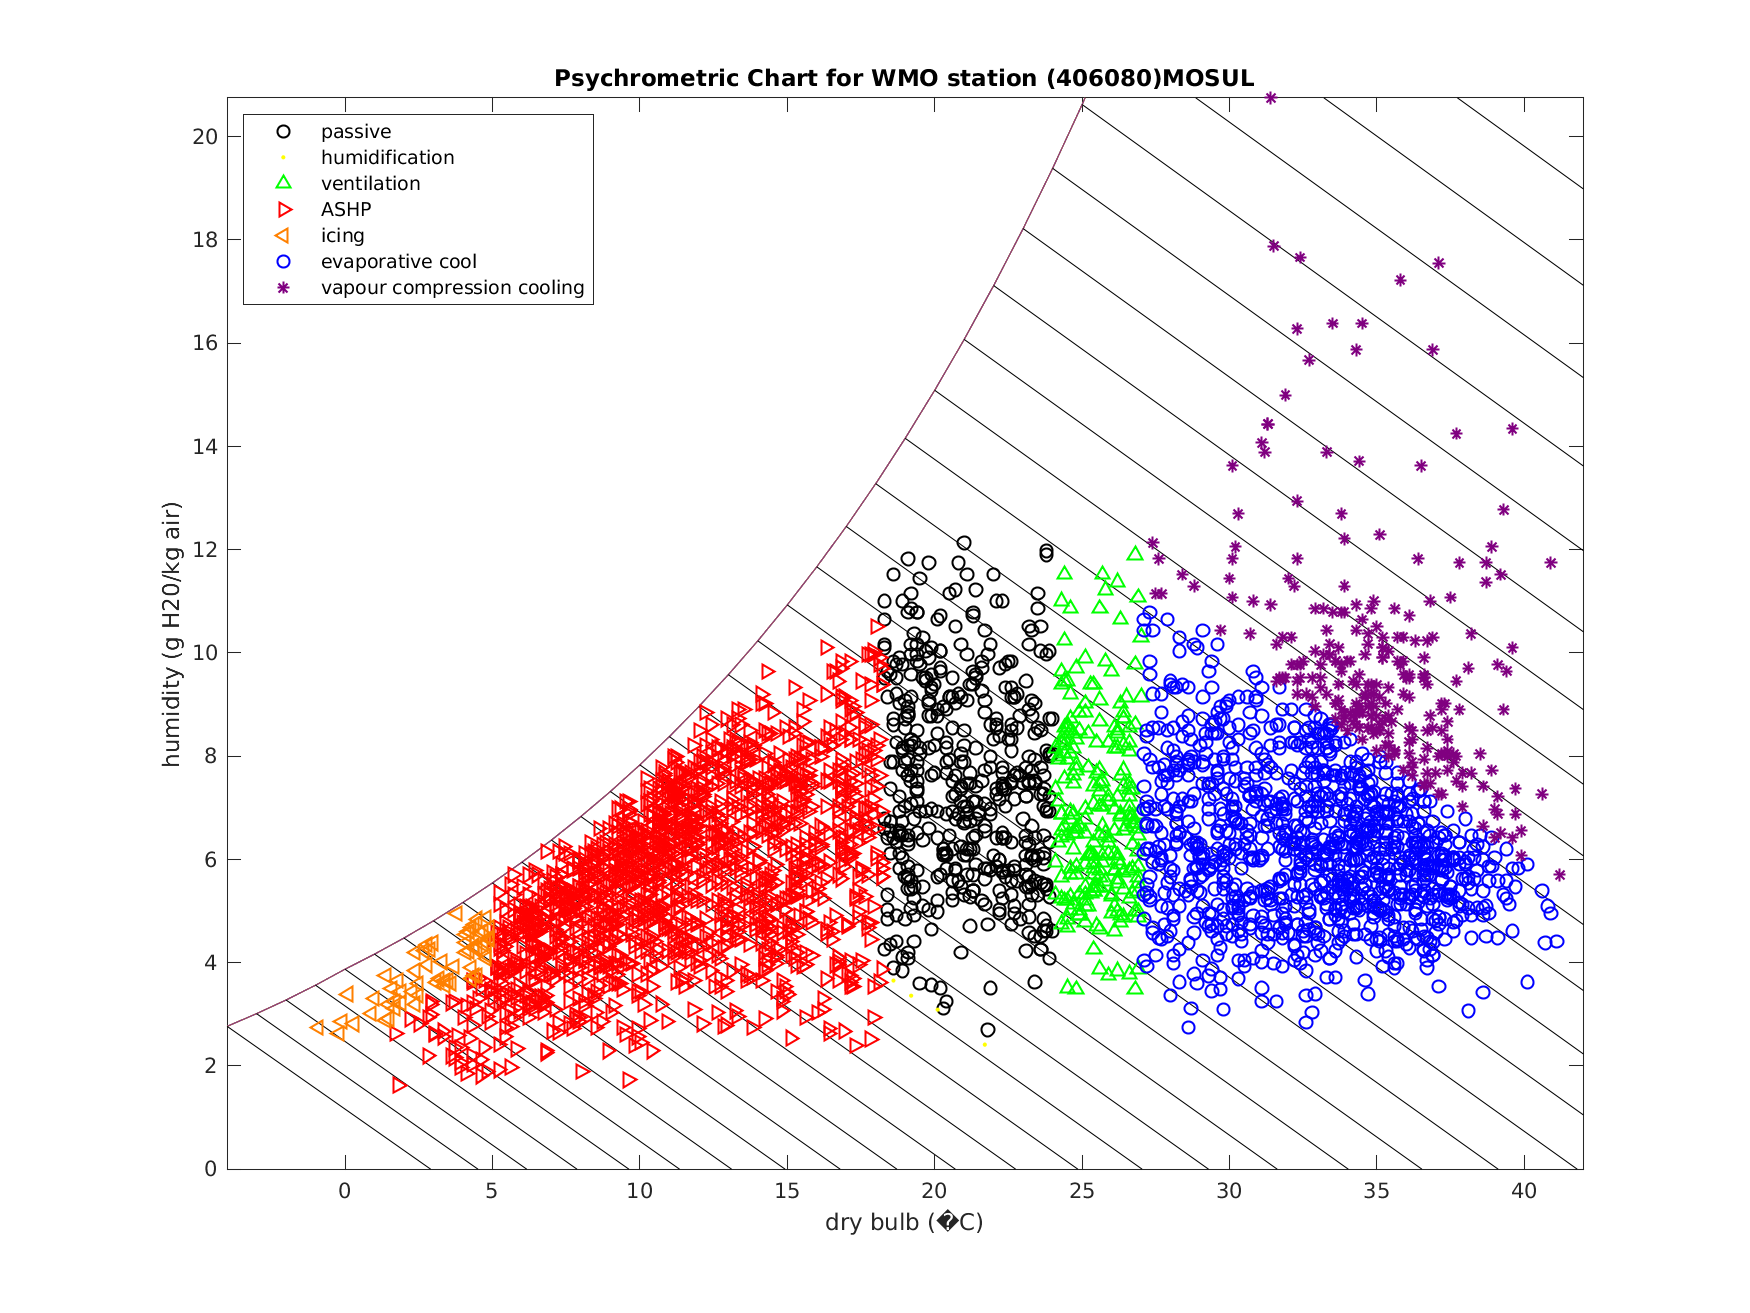 Psychrometric Chart for WMO station (406080)MOSUL
passive
humidification
ventilation
ASHP
icing
evaporative cool
vapour compression cooling
humidity (g H20/kg air)
20
18
16
14
12
10
8
6
4
2
0
0 5 10 15 20 25 30 35 40
dry bulb (�C)